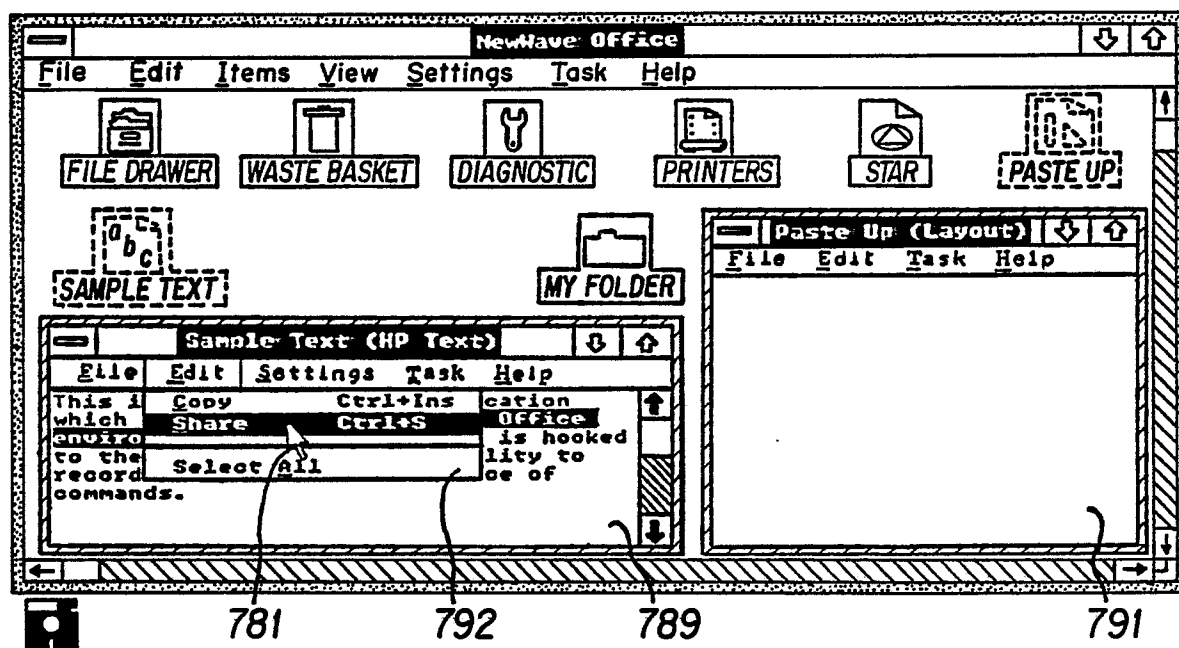 NewWave Office
File Edit Items View Settings Task Help
FILE DRAWER WASTE BASKET DIAGNOSTIC PRINTERS STAR PASTE UP
SAMPLE TEXT MY FOLDER
Paste Up (Layout)
File Edit Task Help
Sample Text (HP Text)
File Edit Settings Task Help
This i Copy Ctrl+Ins cation
which Share Ctrl+S Office
enviro is hooked
to the Select All lity to
record ce of
commands.
781 792 789 791